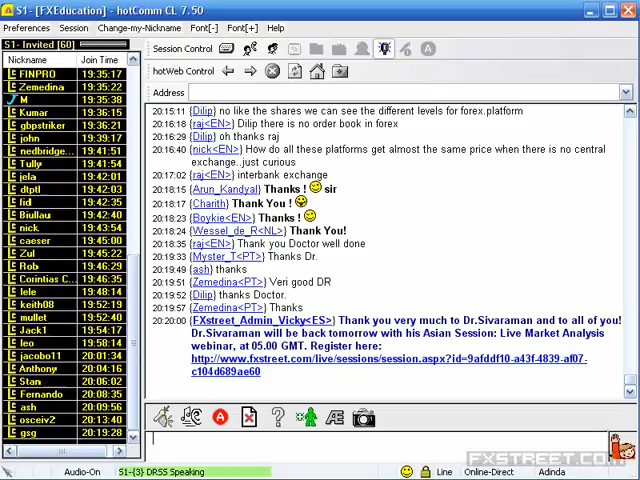 S1- [FXEducation] - hotComm CL 7.50
Preferences Session Change-my-Nickname Font[-] Font[+] Help
S1- Invited [60]
Nickname Join Time
FINPRO 19:35:17
Zemedina 19:35:22
M 19:35:38
Kumar 19:36:15
gbpstriker 19:36:21
john 19:39:17
nedbridge... 19:41:51
Tully 19:41:54
jela 19:42:01
dtptl 19:42:03
fid 19:42:35
Biullau 19:42:40
nick 19:43:54
caeser 19:45:00
Zul 19:45:22
Rob 19:46:29
Corintias C... 19:46:35
lele 19:48:14
keith08 19:52:19
mullet 19:52:40
Jack1 19:54:17
leo 19:58:14
jacobo11 20:01:34
Anthony 20:04:16
Stan 20:06:02
Fernando 20:08:35
ash 20:09:56
osceiv2 20:13:40
gsg 20:19:28
Session Control
hotWeb Control
Address
20:15:11 {Dilip} no like the shares we can see the different levels for forex.platform
20:16:18 {raj<EN>} Dilip there is no order book in forex
20:16:29 {Dilip} oh thanks raj
20:16:40 {nick<EN>} How do all these platforms get almost the same price when there is no central
exchange..just curious
20:17:02 {raj<EN>} interbank exchange
20:18:15 {Arun_Kandyal} Thanks ! sir
20:18:17 {Charith} Thank You !
20:18:23 {Boykie<EN>} Thanks !
20:18:24 {Wessel_de_R<NL>} Thank You!
20:18:35 {raj<EN>} Thank you Doctor well done
20:19:33 {Myster_T<PT>} Thanks Dr.
20:19:49 {ash} thanks
20:19:51 {Zemedina<PT>} Veri good DR
20:19:52 {Dilip} thanks Doctor.
20:19:57 {Zemedina<PT>} Thanks
20:20:00 {FXstreet_Admin_Vicky<ES>} Thank you very much to Dr.Sivaraman and to all of you!
Dr.Sivaraman will be back tomorrow with his Asian Session: Live Market Analysis
webinar, at 05.00 GMT. Register here:
http://www.fxstreet.com/live/sessions/session.aspx?id=9afddf10-a43f-4839-af07-
c104d689ae60
FXSTREET.COM
Audio-On S1-{3} DRSS Speaking Line Online-Direct Adinda